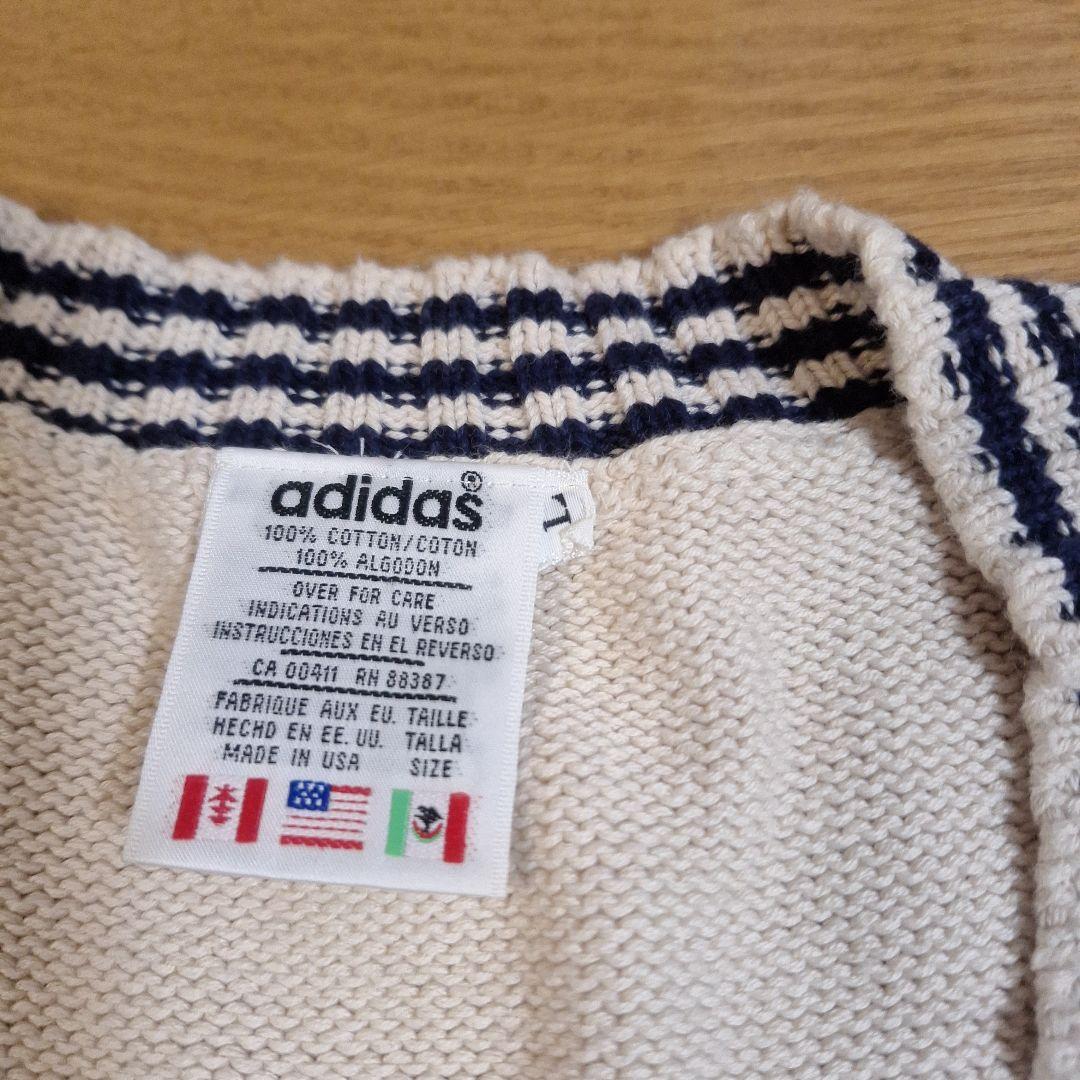 adidas®
100% COTTON/COTON
100% ALGODON
OVER FOR CARE
INDICATIONS AU VERSO
INSTRUCCIONES EN EL REVERSO
CA 00411 RN 88387
FABRIQUE AUX EU. TAILLE
HECHO EN EE. UU. TALLA
MADE IN USA SIZE
L